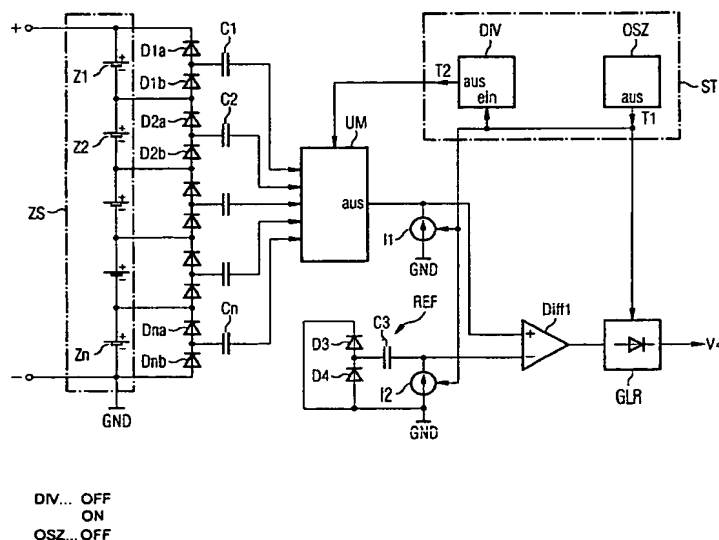 +
D1a
C1
Z1
D1b
C2
D2a
Z2
D2b
ZS
Cn
Dna
Zn
Dnb
-
GND
DIV
OSZ
T2
aus
ein
aus
T1
ST
UM
aus
I1
GND
REF
C3
D3
D4
I2
GND
Diff1
+
-
GLR
DIV... OFF
ON
OSZ... OFF